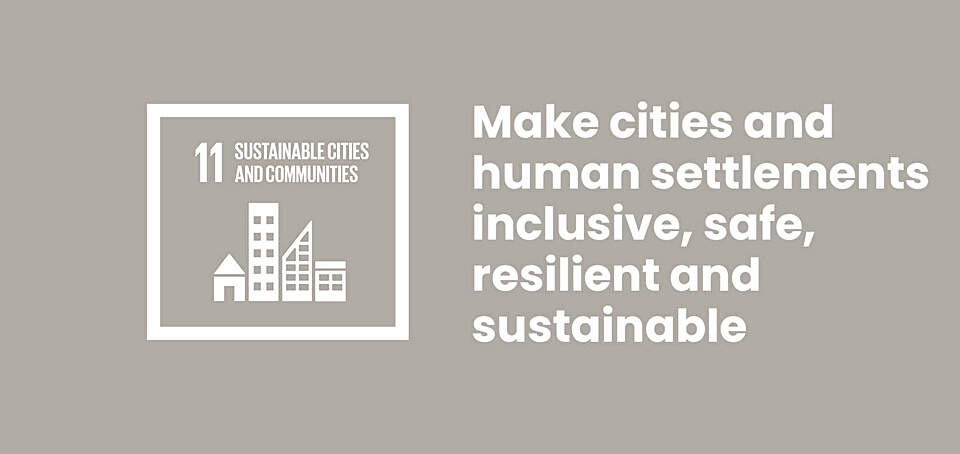 11 SUSTAINABLE CITIES
AND COMMUNITIES
Make cities and
human settlements
inclusive, safe,
resilient and
sustainable